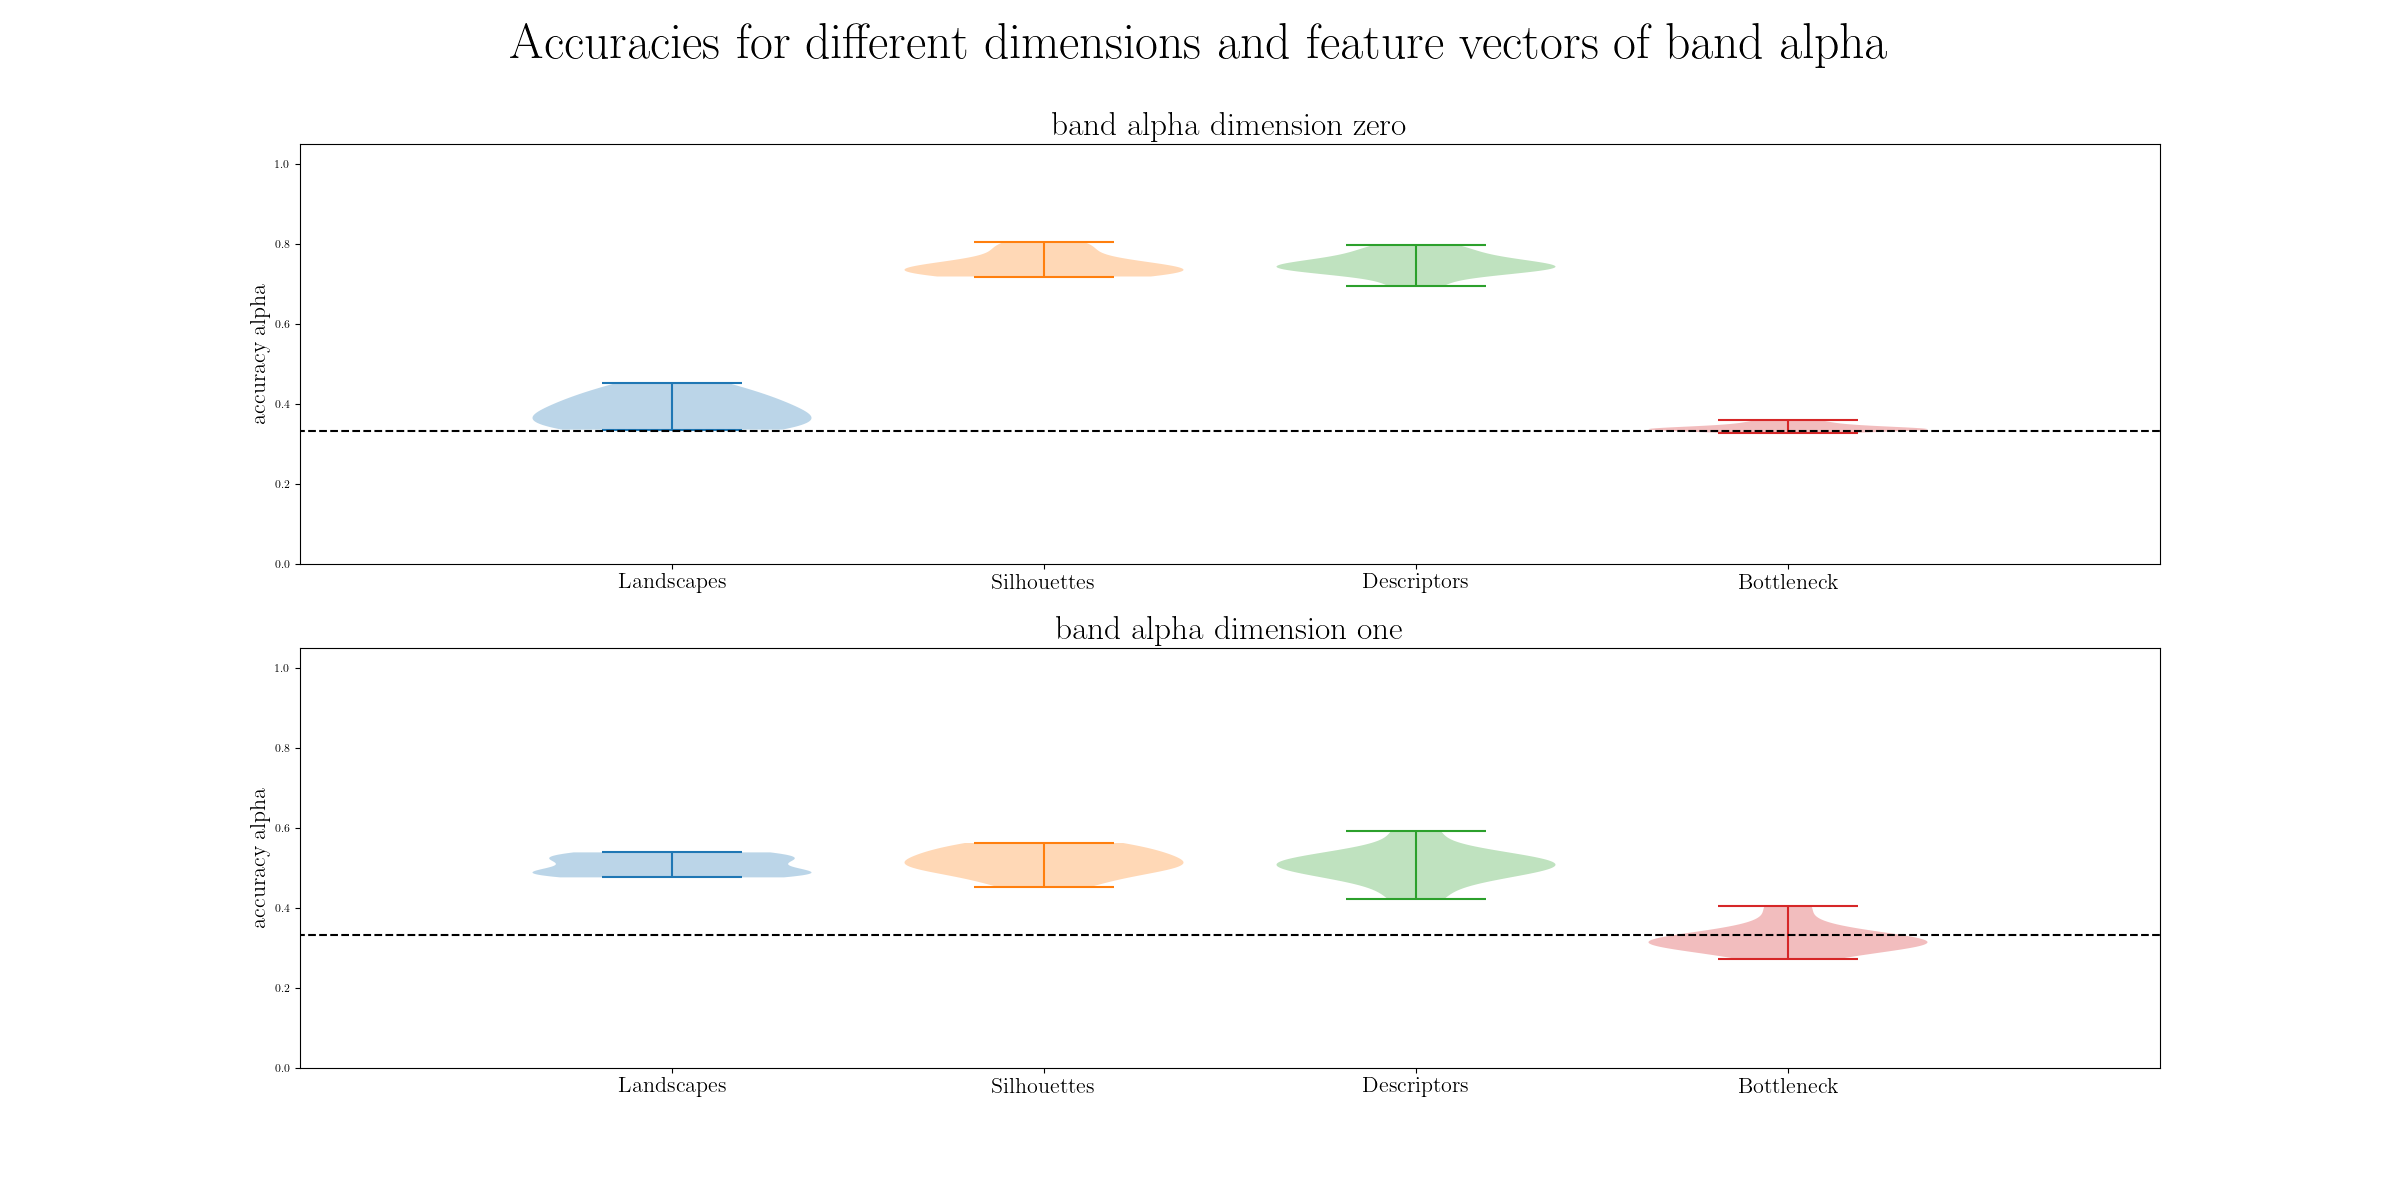 Accuracies for different dimensions and feature vectors of band alpha
band alpha dimension zero
1.0
0.8
0.6
0.4
0.2
0.0
accuracy alpha
Landscapes Silhouettes Descriptors Bottleneck
band alpha dimension one
1.0
0.8
0.6
0.4
0.2
0.0
accuracy alpha
Landscapes Silhouettes Descriptors Bottleneck